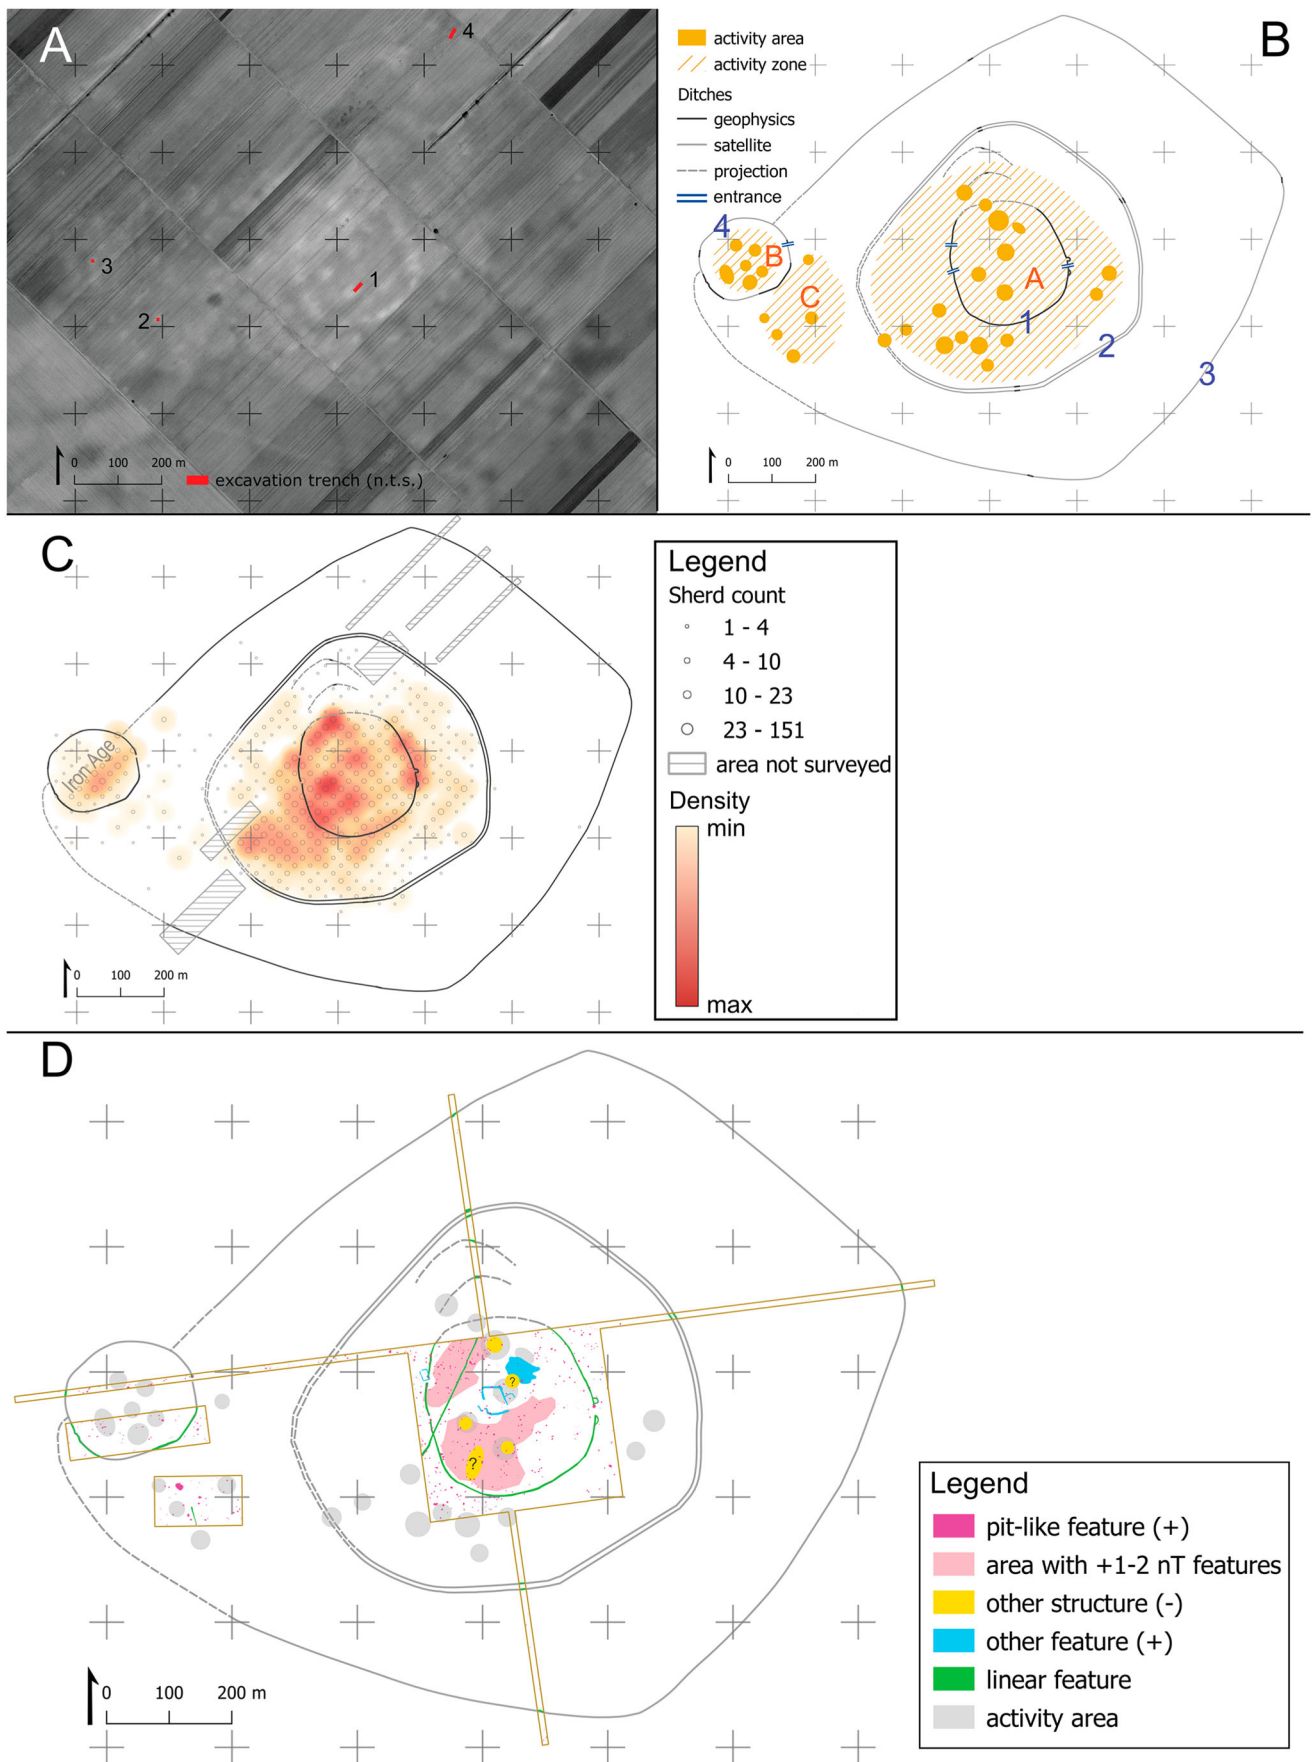 A
4
3
2
1
0 100 200 m
excavation trench (n.t.s.)
B
activity area
activity zone
Ditches
geophysics
satellite
projection
entrance
4
B
C
A
1
2
3
0 100 200 m
C
Iron Age
0 100 200 m
Legend
Sherd count
1 - 4
4 - 10
10 - 23
23 - 151
area not surveyed
Density
min
max
D
?
?
0 100 200 m
Legend
pit-like feature (+)
area with +1-2 nT features
other structure (-)
other feature (+)
linear feature
activity area